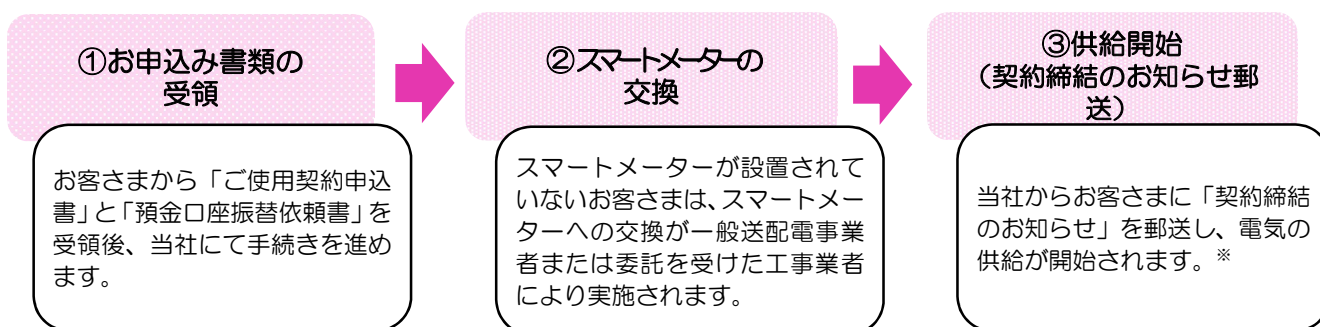 ①お申込み書類の
受領
お客さまから「ご使用契約申込
書」と「預金口座振替依頼書」を
受領後、当社にて手続きを進め
ます。
②スマートメーターの
交換
スマートメーターが設置されて
いないお客さまは、スマートメー
ターへの交換が一般送配電事業
者または委託を受けた工事業者
により実施されます。
③供給開始
（契約締結のお知らせ郵
送）
当社からお客さまに「契約締結
のお知らせ」を郵送し、電気の
供給が開始されます。※